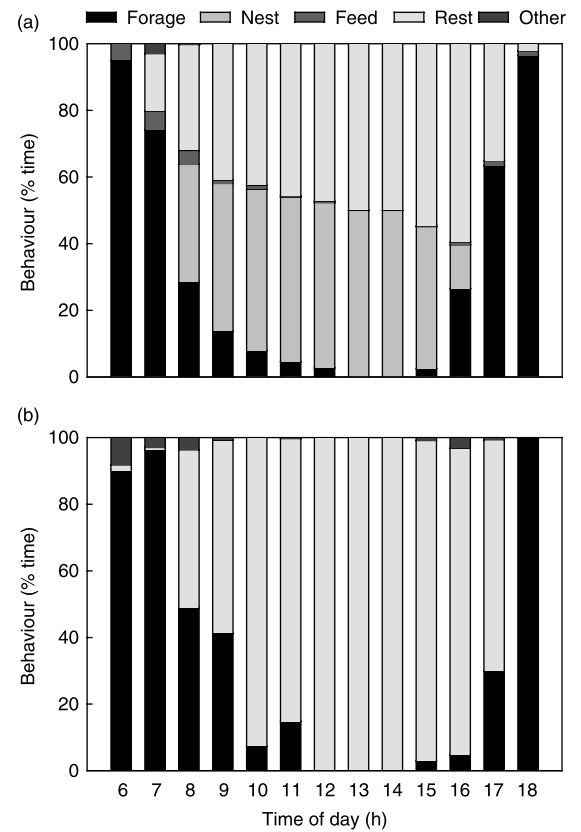 Forage Nest Feed Rest Other
(a)
100
80
60
40
20
0
Behaviour (% time)
(b)
100
80
60
40
20
0
Behaviour (% time)
6 7 8 9 10 11 12 13 14 15 16 17 18
Time of day (h)